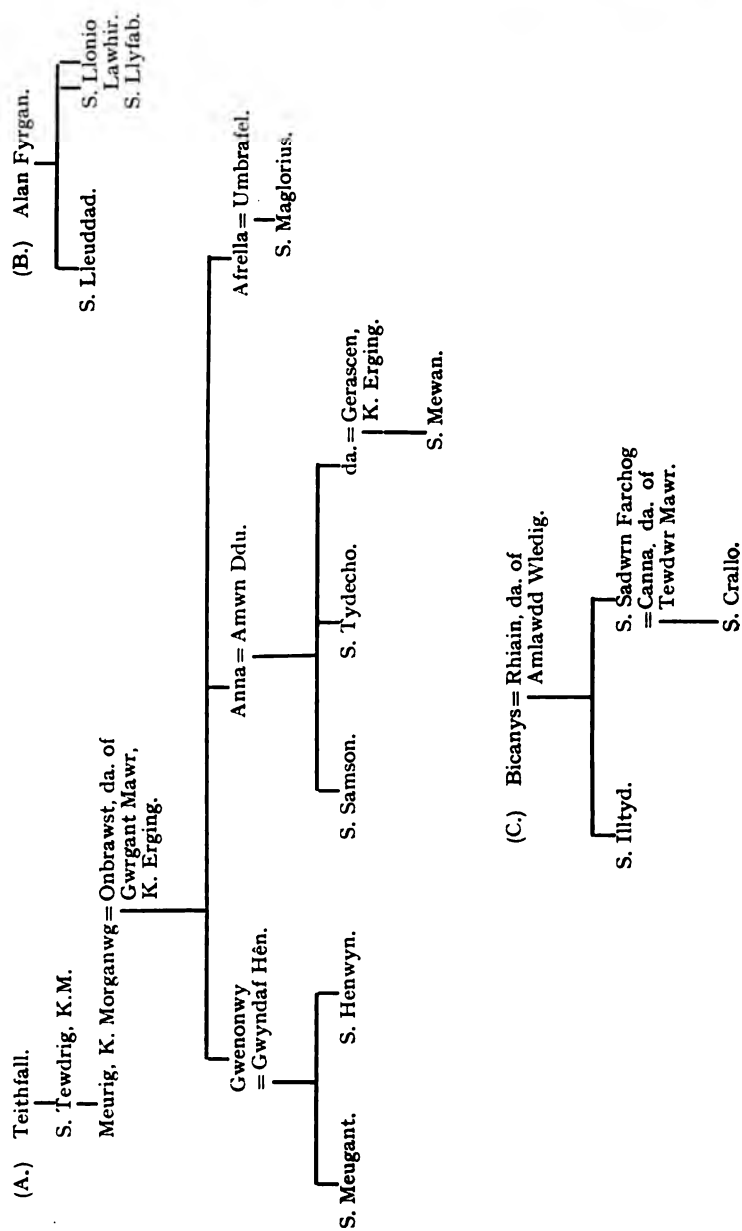 (A.) Teithfall.
S. Tewdrig, K.M.
Meurig, K. Morganwg = Onbrawst, da. of
Gwrgant Mawr,
K. Erging.
Gwenonwy
= Gwyndaf Hên.
Anna = Amwn Ddu.
Afrella = Umbrafel.
S. Maglorius.
S. Meugant.
S. Henwyn.
S. Samson.
S. Tydecho.
da. = Gerascen,
K. Erging.
S. Mewan.
(B.) Alan Fyrgan.
S. Lleuddad.
S. Llonio
Lawhir.
S. Llyfab.
(C.) Bicanys = Rhiain, da. of
Amlawdd Wledig.
S. Illtyd.
S. Sadwrn Farchog
= Canna, da. of
Tewdwr Mawr.
S. Crallo.